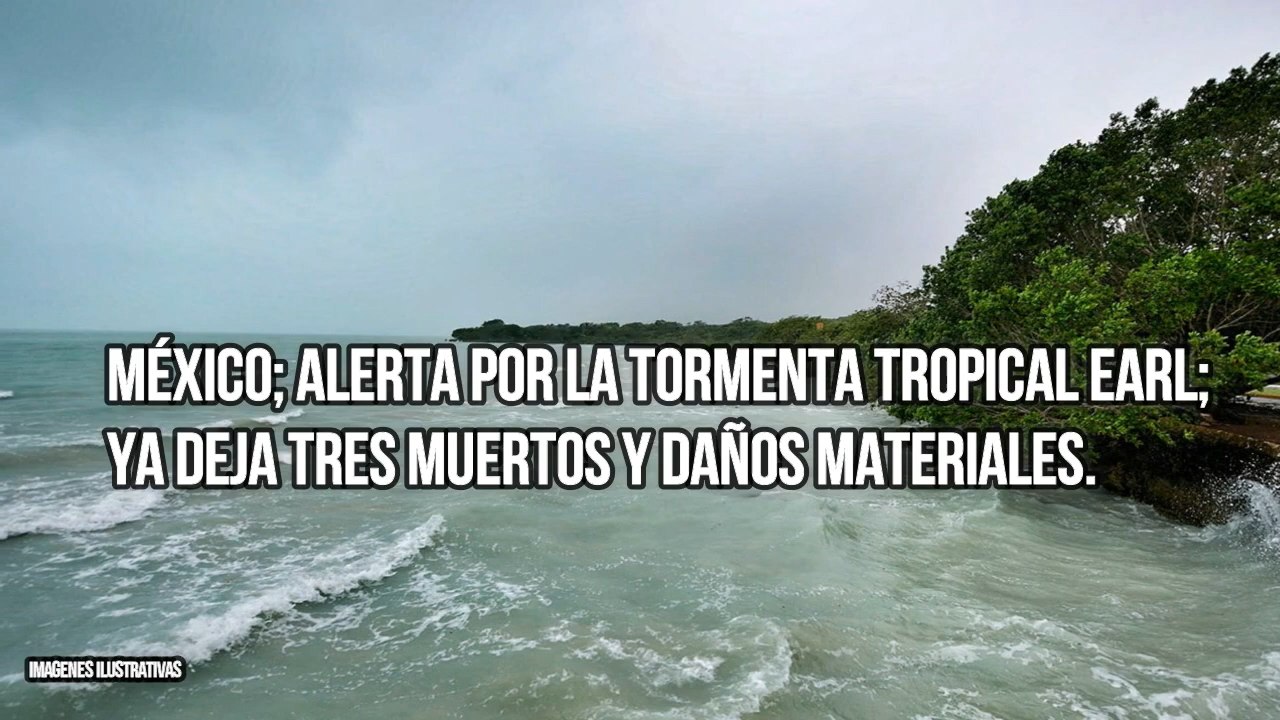 MÉXICO; ALERTA POR LA TORMENTA TROPICAL EARL;
YA DEJA TRES MUERTOS Y DAÑOS MATERIALES.
IMAGENES ILUSTRATIVAS